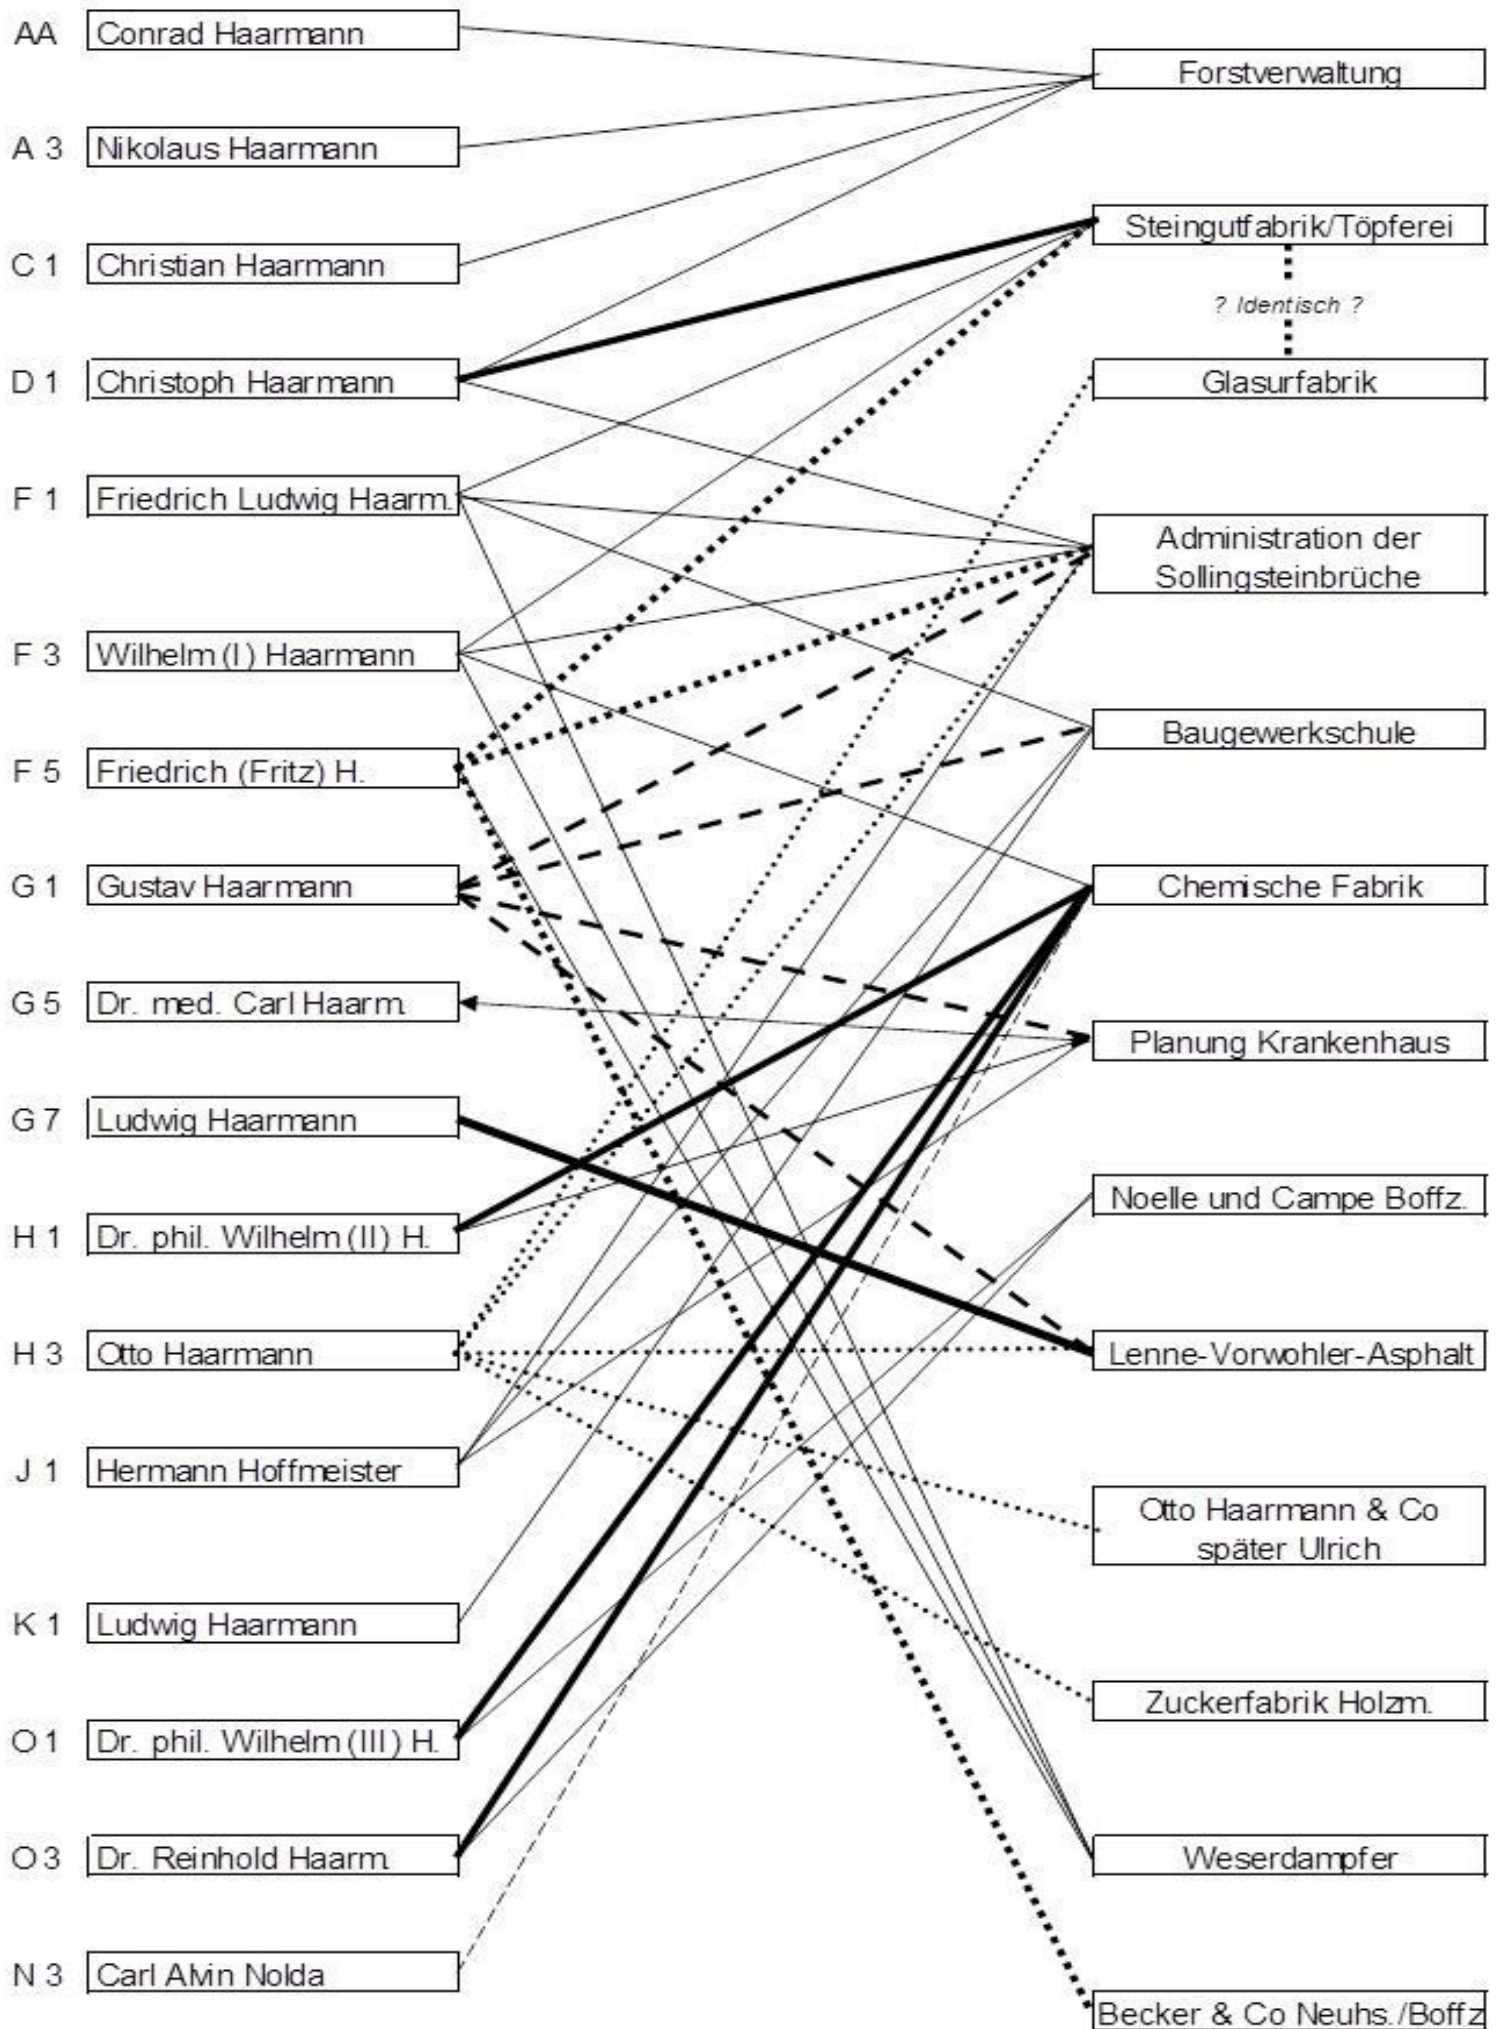 AA Conrad Haarmann
Forstverwaltung
A 3 Nikolaus Haarmann
Steingutfabrik/Töpferei
C 1 Christian Haarmann
? Identisch ?
D 1 Christoph Haarmann
Glasurfabrik
F 1 Friedrich Ludwig Haarm.
Administration der
Sollingsteinbrüche
F 3 Wilhelm (I) Haarmann
Baugewerkschule
F 5 Friedrich (Fritz) H.
G 1 Gustav Haarmann
Chemische Fabrik
G 5 Dr. med. Carl Haarm.
Planung Krankenhaus
G 7 Ludwig Haarmann
Noelle und Campe Boffz.
H 1 Dr. phil. Wilhelm (II) H.
H 3 Otto Haarmann
Lenne-Vorwohler-Asphalt
J 1 Hermann Hoffmeister
Otto Haarmann & Co
später Ulrich
K 1 Ludwig Haarmann
Zuckerfabrik Holzm.
O 1 Dr. phil. Wilhelm (III) H.
O 3 Dr. Reinhold Haarm.
Weserdampfer
N 3 Carl Alvin Nolda
Becker & Co Neuhs./Boffz